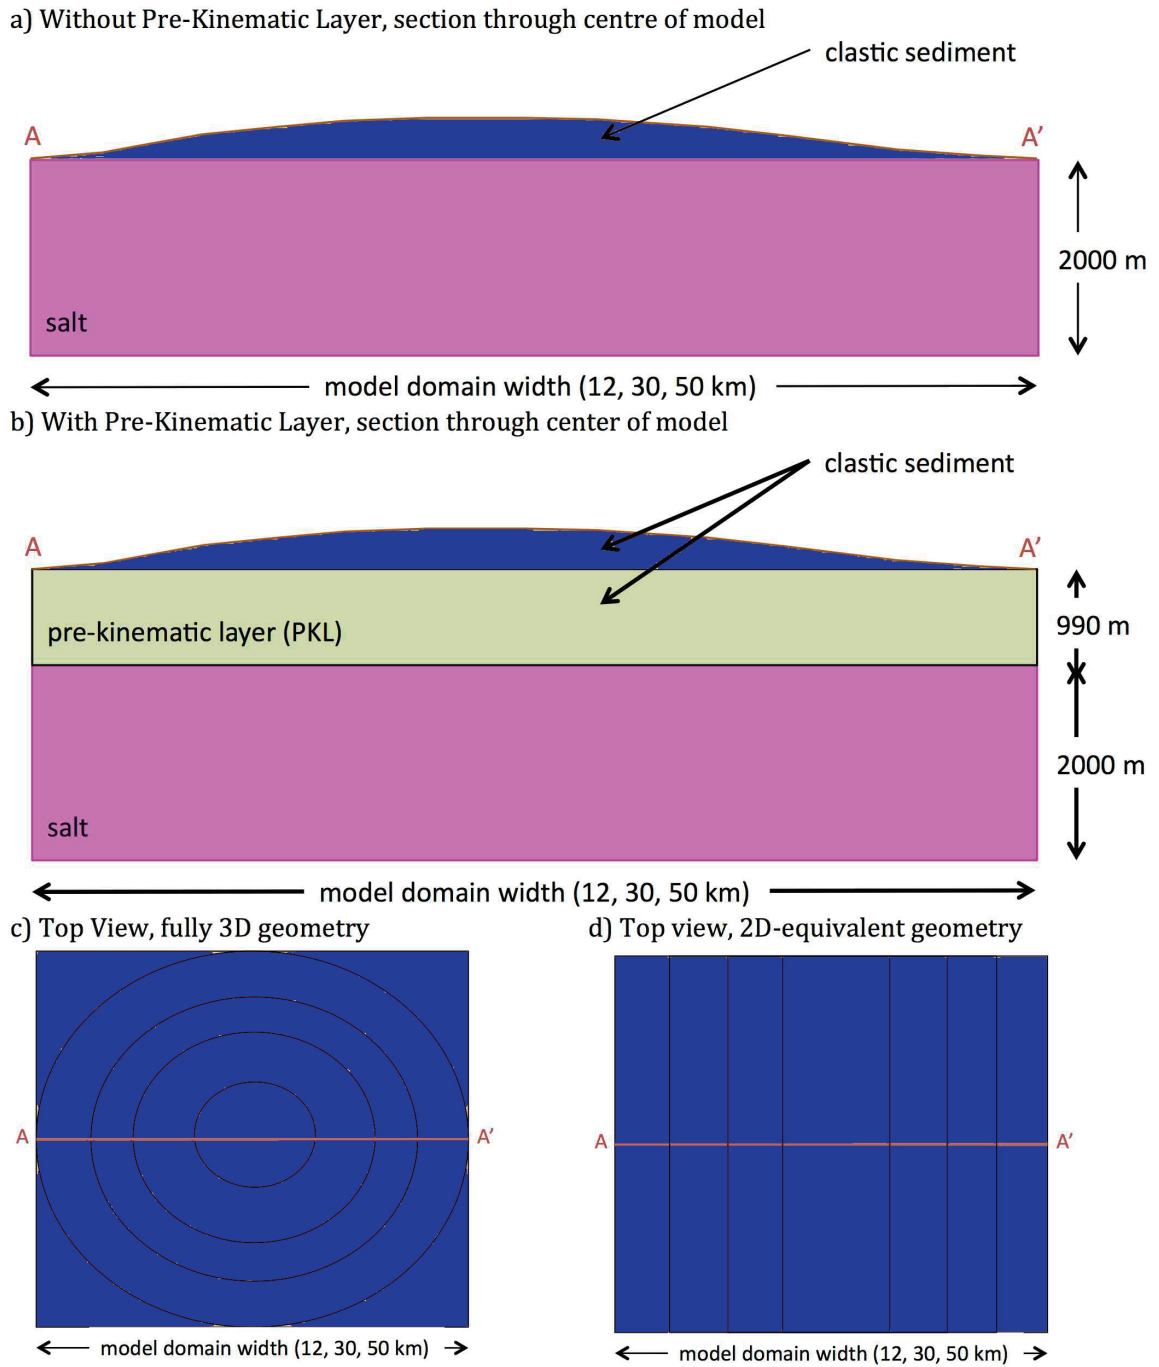 a) Without Pre-Kinematic Layer, section through centre of model
clastic sediment
A
A'
2000 m
salt
model domain width (12, 30, 50 km)
b) With Pre-Kinematic Layer, section through center of model
clastic sediment
A
A'
pre-kinematic layer (PKL)
990 m
2000 m
salt
model domain width (12, 30, 50 km)
c) Top View, fully 3D geometry
d) Top view, 2D-equivalent geometry
A
A'
A
A'
model domain width (12, 30, 50 km)
model domain width (12, 30, 50 km)